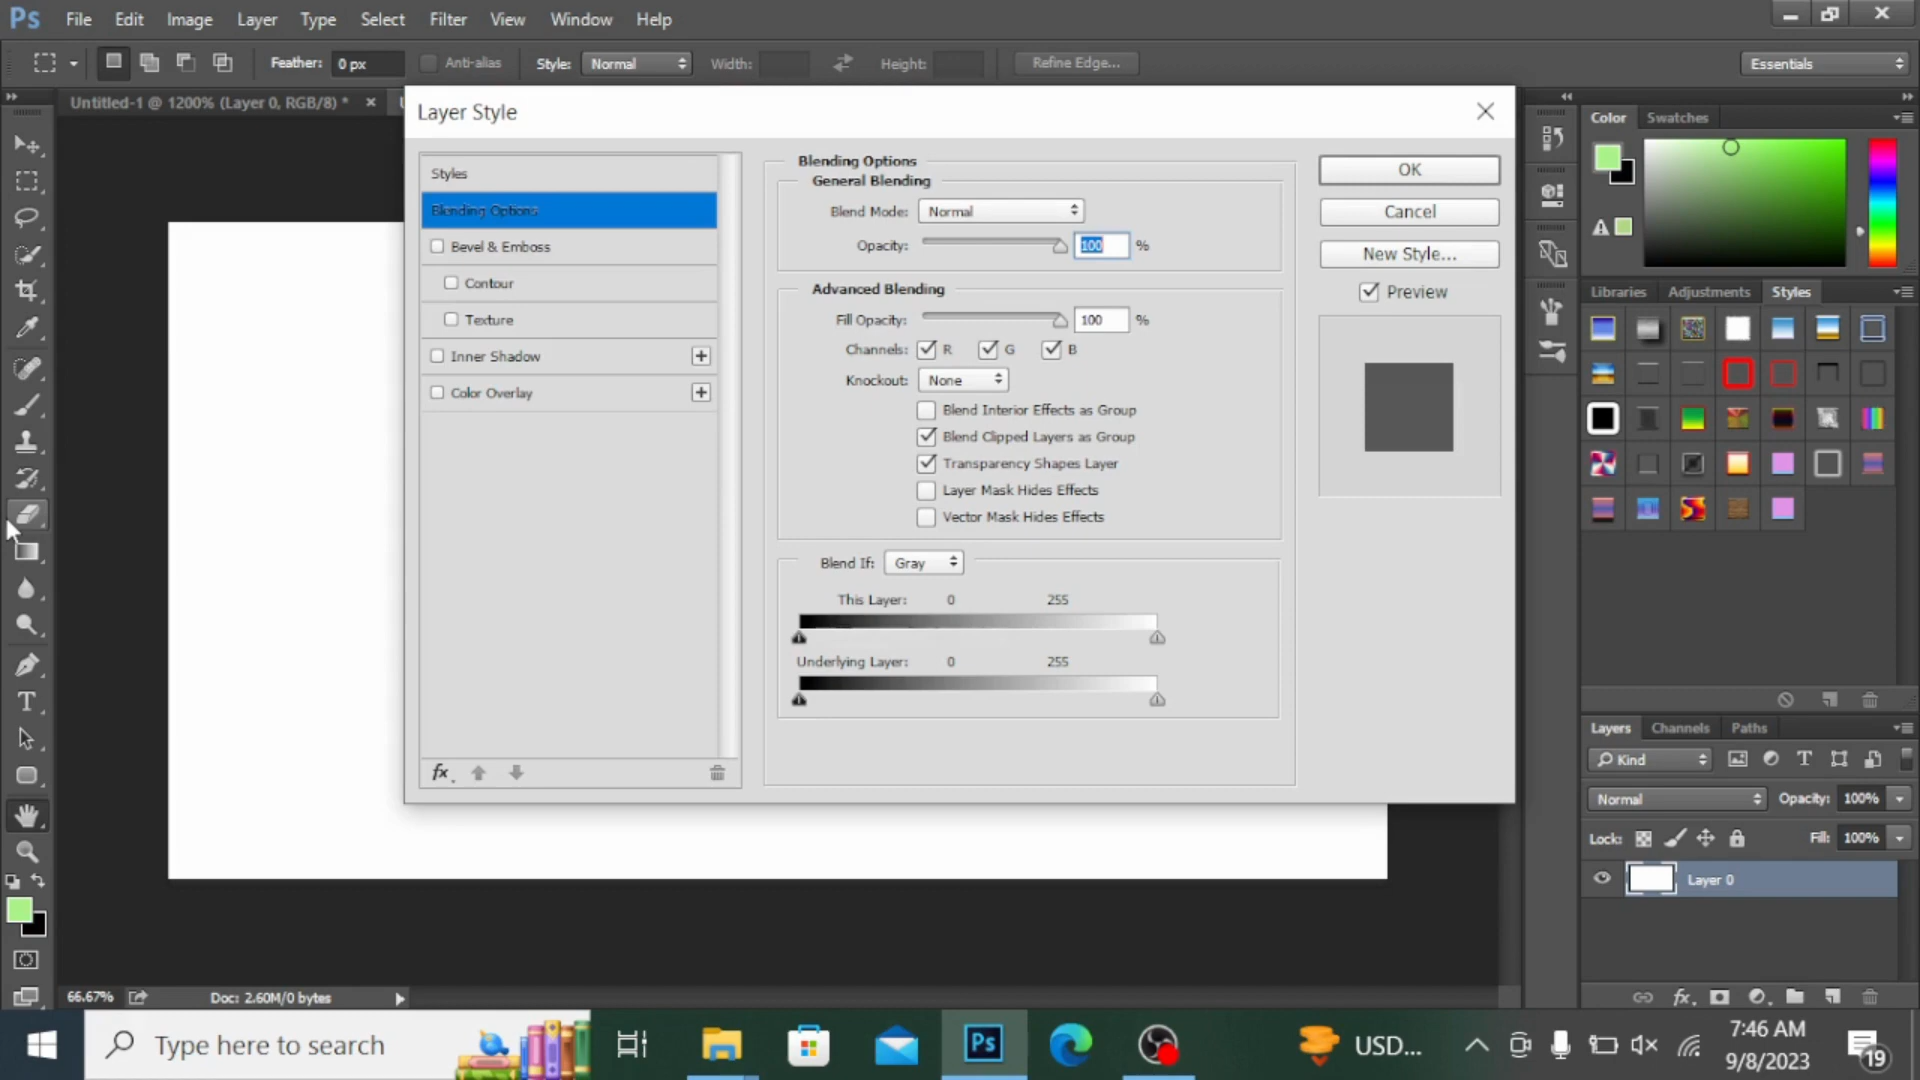 Ps File Edit Image Layer Type Select Filter View Window Help
Feather: 0 px Anti-alias Style: Normal Width: Height: Refine Edge... Essentials
Untitled-1 @ 1200% (Layer 0, RGB/8) *
Layer Style
Styles
Blending Options
Bevel & Emboss
Contour
Texture
Inner Shadow
Color Overlay
fx
Blending Options
General Blending
Blend Mode: Normal
Opacity: 100 %
Advanced Blending
Fill Opacity: 100 %
Channels: R G B
Knockout: None
Blend Interior Effects as Group
Blend Clipped Layers as Group
Transparency Shapes Layer
Layer Mask Hides Effects
Vector Mask Hides Effects
Blend If: Gray
This Layer: 0 255
Underlying Layer: 0 255
OK
Cancel
New Style...
Preview
Color Swatches
Libraries Adjustments Styles
Layers Channels Paths
Kind
Normal Opacity: 100%
Lock: Fill: 100%
Layer 0
fx
66.67% Doc: 2.60M/0 bytes
Type here to search
Ps
USD...
7:46 AM
9/8/2023
19